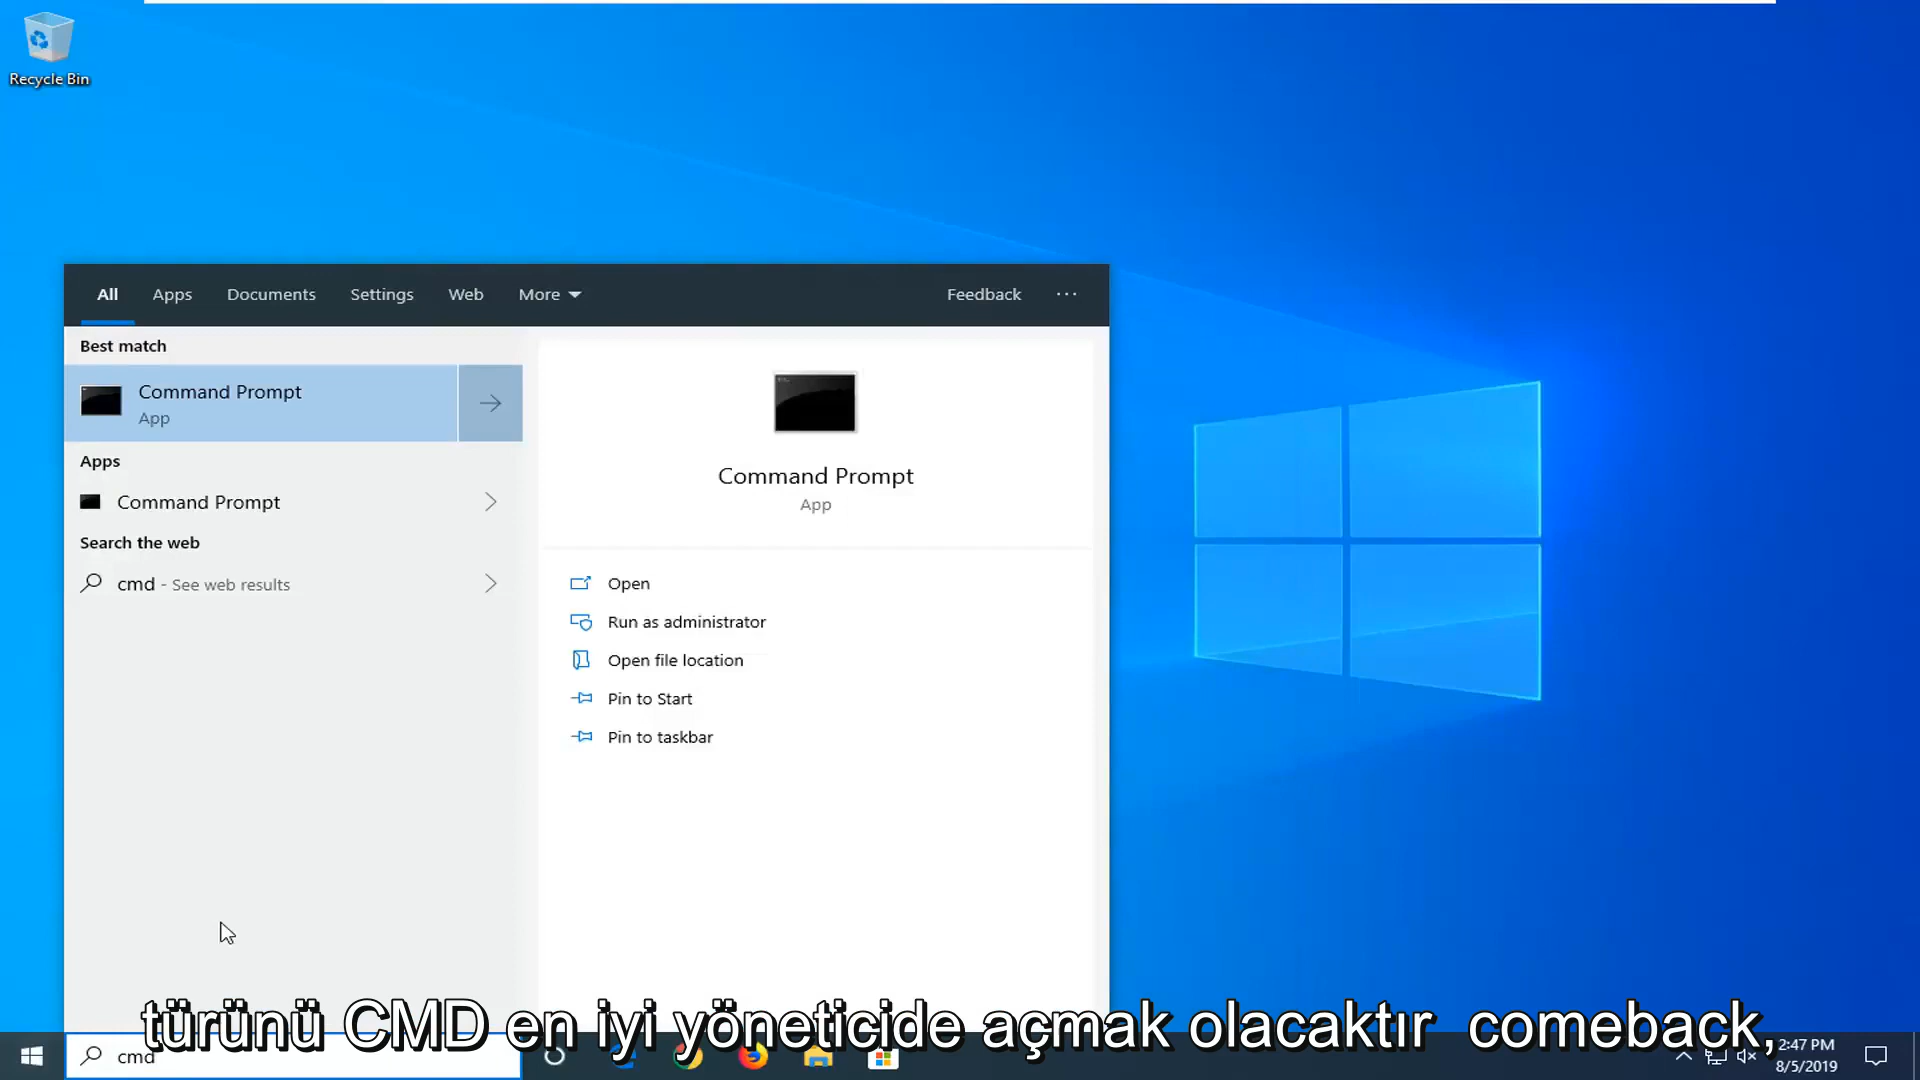 Recycle Bin
All Apps Documents Settings Web More Feedback
Best match
Command Prompt
App
Apps
Command Prompt
Search the web
cmd - See web results
Command Prompt
App
Open
Run as administrator
Open file location
Pin to Start
Pin to taskbar
türünü CMD en iyi yöneticide açmak olacaktır comeback,
cmd
2:47 PM
8/5/2019